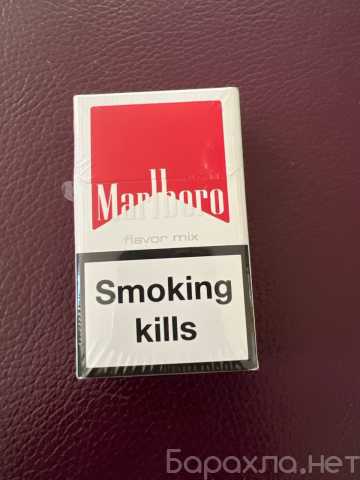 Marlboro
flavor mix
Smoking
kills
Барахла.нет